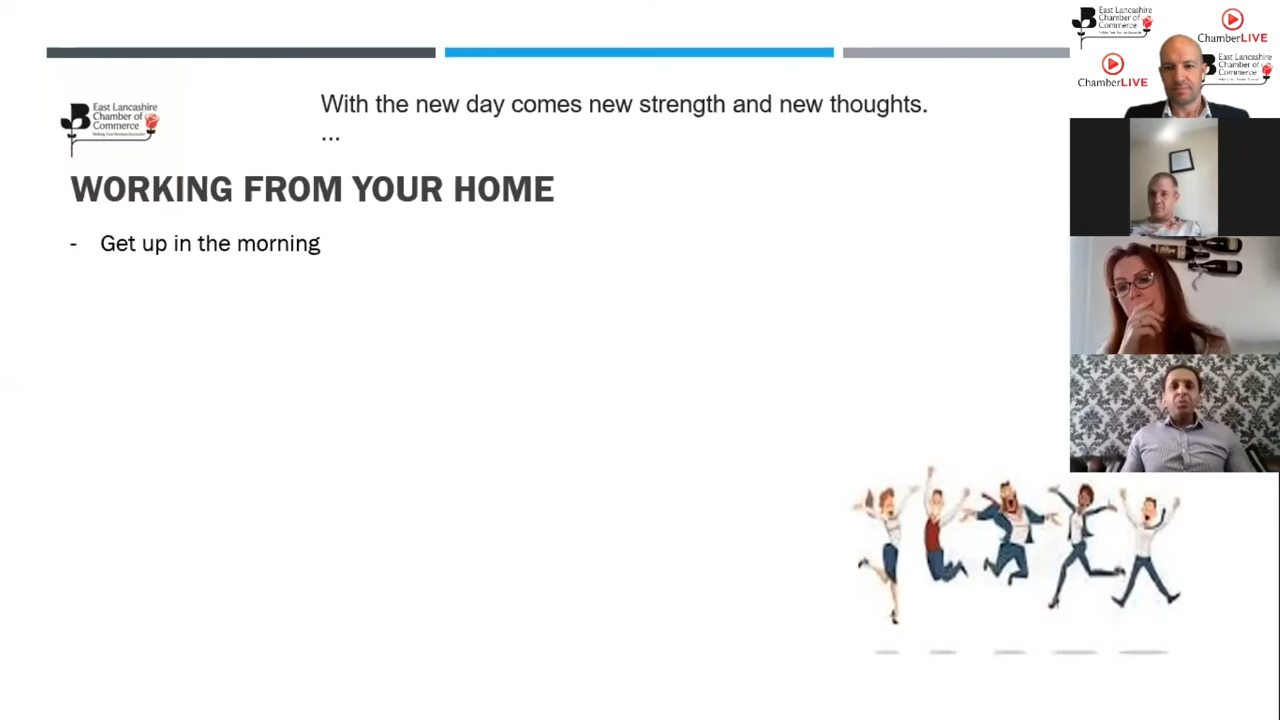 East Lancashire
Chamber of
Commerce
ChamberLIVE
ChamberLIVE
East Lancashire
Chamber of
Commerce
East Lancashire
Chamber of
Commerce
With the new day comes new strength and new thoughts.
...
WORKING FROM YOUR HOME
- Get up in the morning